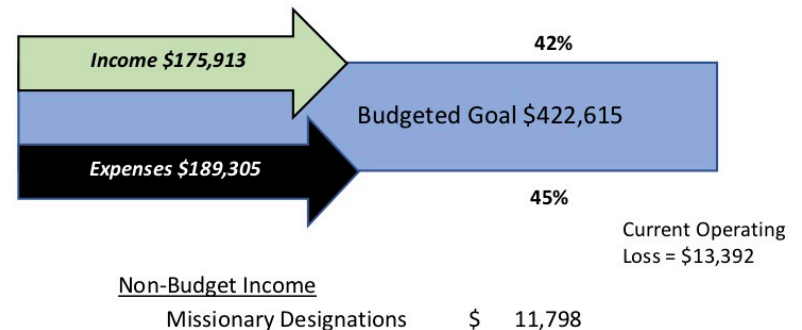 Income $175,913
42%
Budgeted Goal $422,615
Expenses $189,305
45%
Current Operating
Loss = $13,392
Non-Budget Income
Missionary Designations $ 11,798